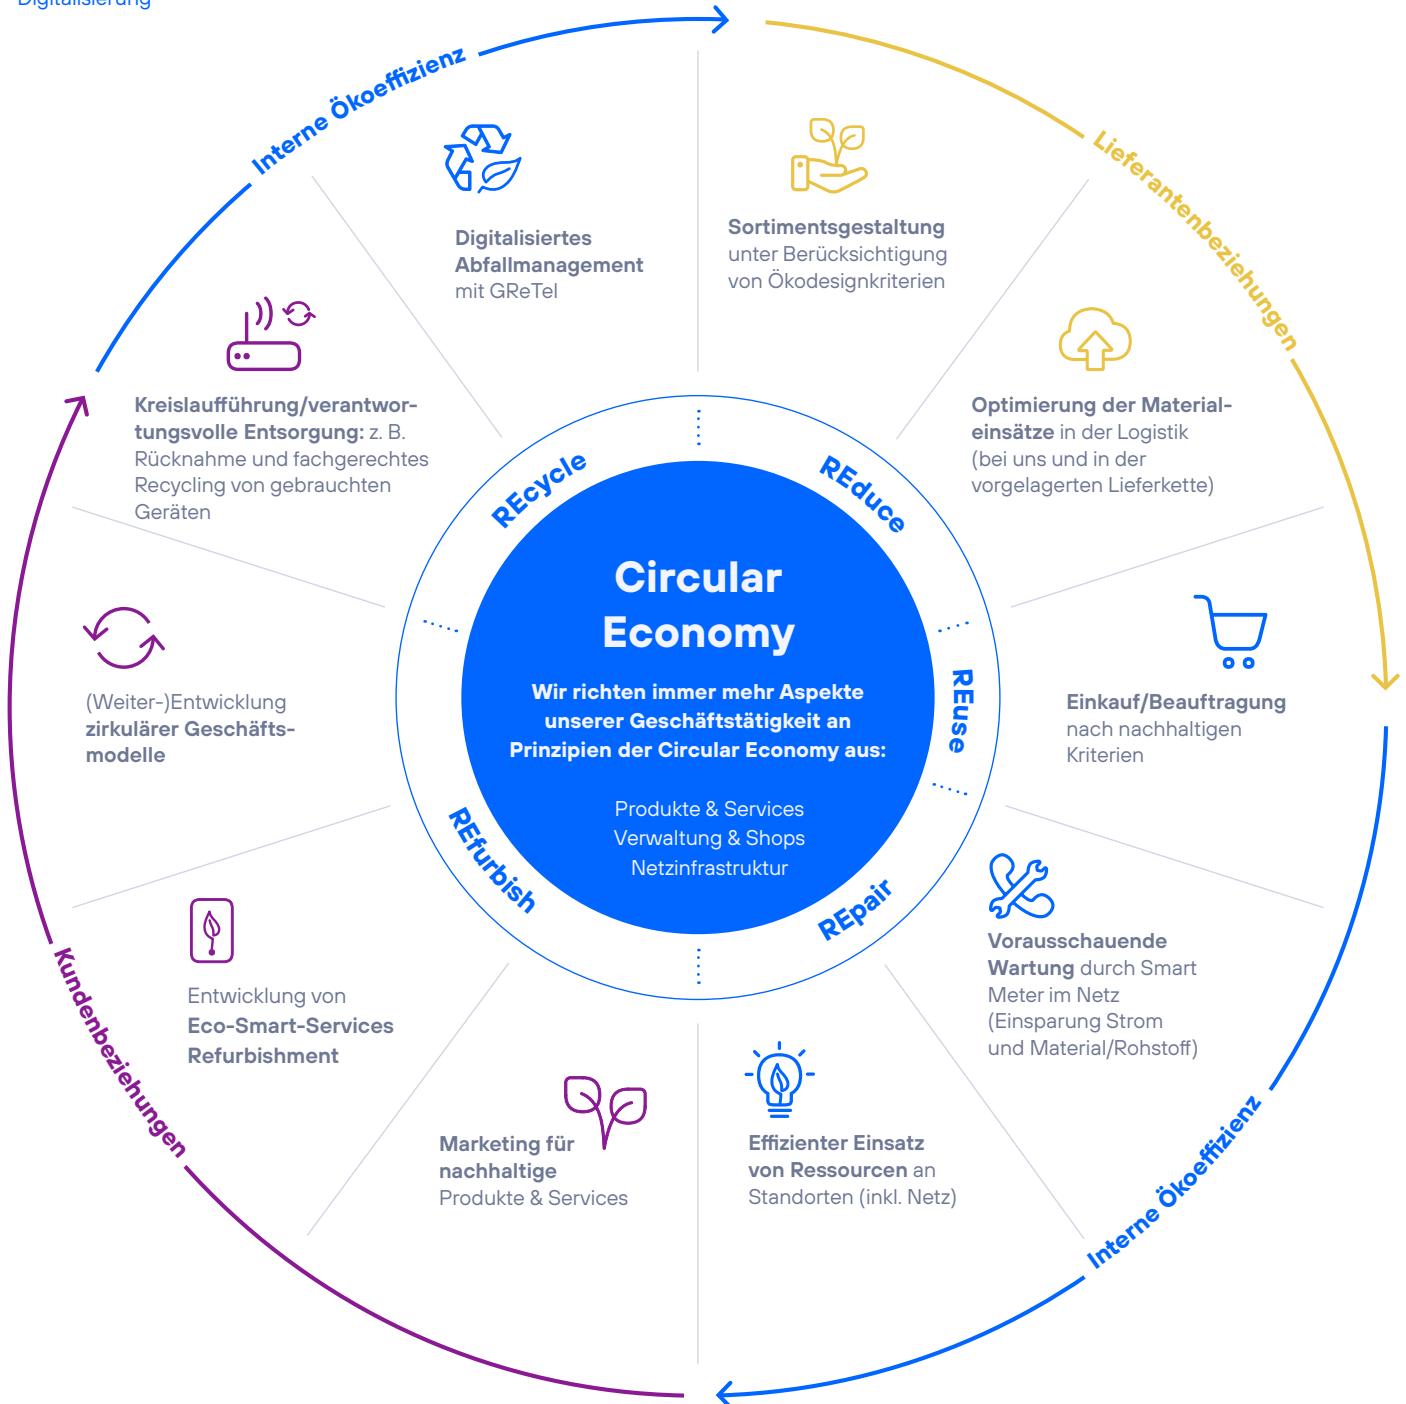 Digitalisierung
Interne Ökoeffizienz
Lieferantenbeziehungen
Digitalisiertes
Abfallmanagement
mit GReTel
Sortimentsgestaltung
unter Berücksichtigung
von Ökodesignkriterien
Kreislaufführung/verantwor-
tungsvolle Entsorgung: z. B.
Rücknahme und fachgerechtes
Recycling von gebrauchten
Geräten
Optimierung der Material-
einsätze in der Logistik
(bei uns und in der
vorgelagerten Lieferkette)
REcycle
REduce
REuse
REpair
REfurbish
Circular
Economy
Wir richten immer mehr Aspekte
unserer Geschäftstätigkeit an
Prinzipien der Circular Economy aus:
Produkte & Services
Verwaltung & Shops
Netzinfrastruktur
(Weiter-)Entwicklung
zirkulärer Geschäfts-
modelle
Einkauf/Beauftragung
nach nachhaltigen
Kriterien
Entwicklung von
Eco-Smart-Services
Refurbishment
Vorausschauende
Wartung durch Smart
Meter im Netz
(Einsparung Strom
und Material/Rohstoff)
Marketing für
nachhaltige
Produkte & Services
Effizienter Einsatz
von Ressourcen an
Standorten (inkl. Netz)
Kundenbeziehungen
Interne Ökoeffizienz